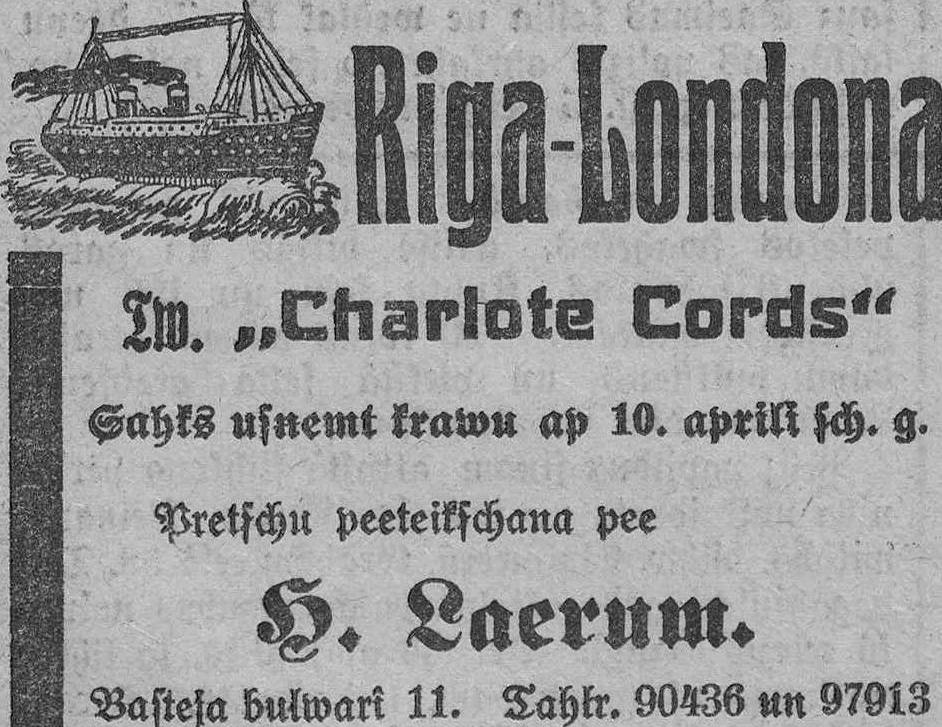 Riga-Londona
Tw. „Charlote Cords“
Sahks uſnemt krawu ap 10. aprili ſch. g.
Pretſchu peeteikſchana pee
H. Laerum.
Baſteja bulwarī 11. Tahlr. 90436 un 97913